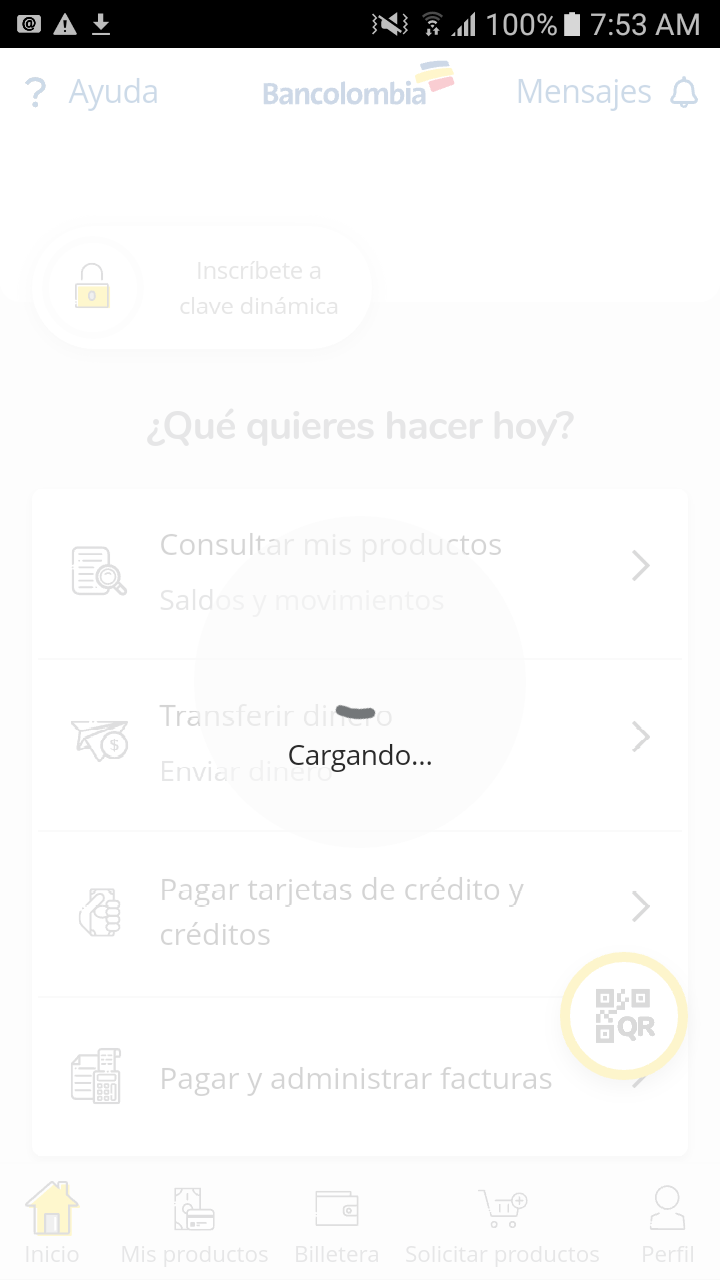 100% 7:53 AM
? Ayuda
Bancolombia
Mensajes
Inscríbete a
clave dinámica
¿Qué quieres hacer hoy?
Consultar mis productos
Saldos y movimientos
Transferir dinero
Cargando...
Enviar dinero
Pagar tarjetas de crédito y
créditos
QR
Pagar y administrar facturas
Inicio
Mis productos
Billetera
Solicitar productos
Perfil